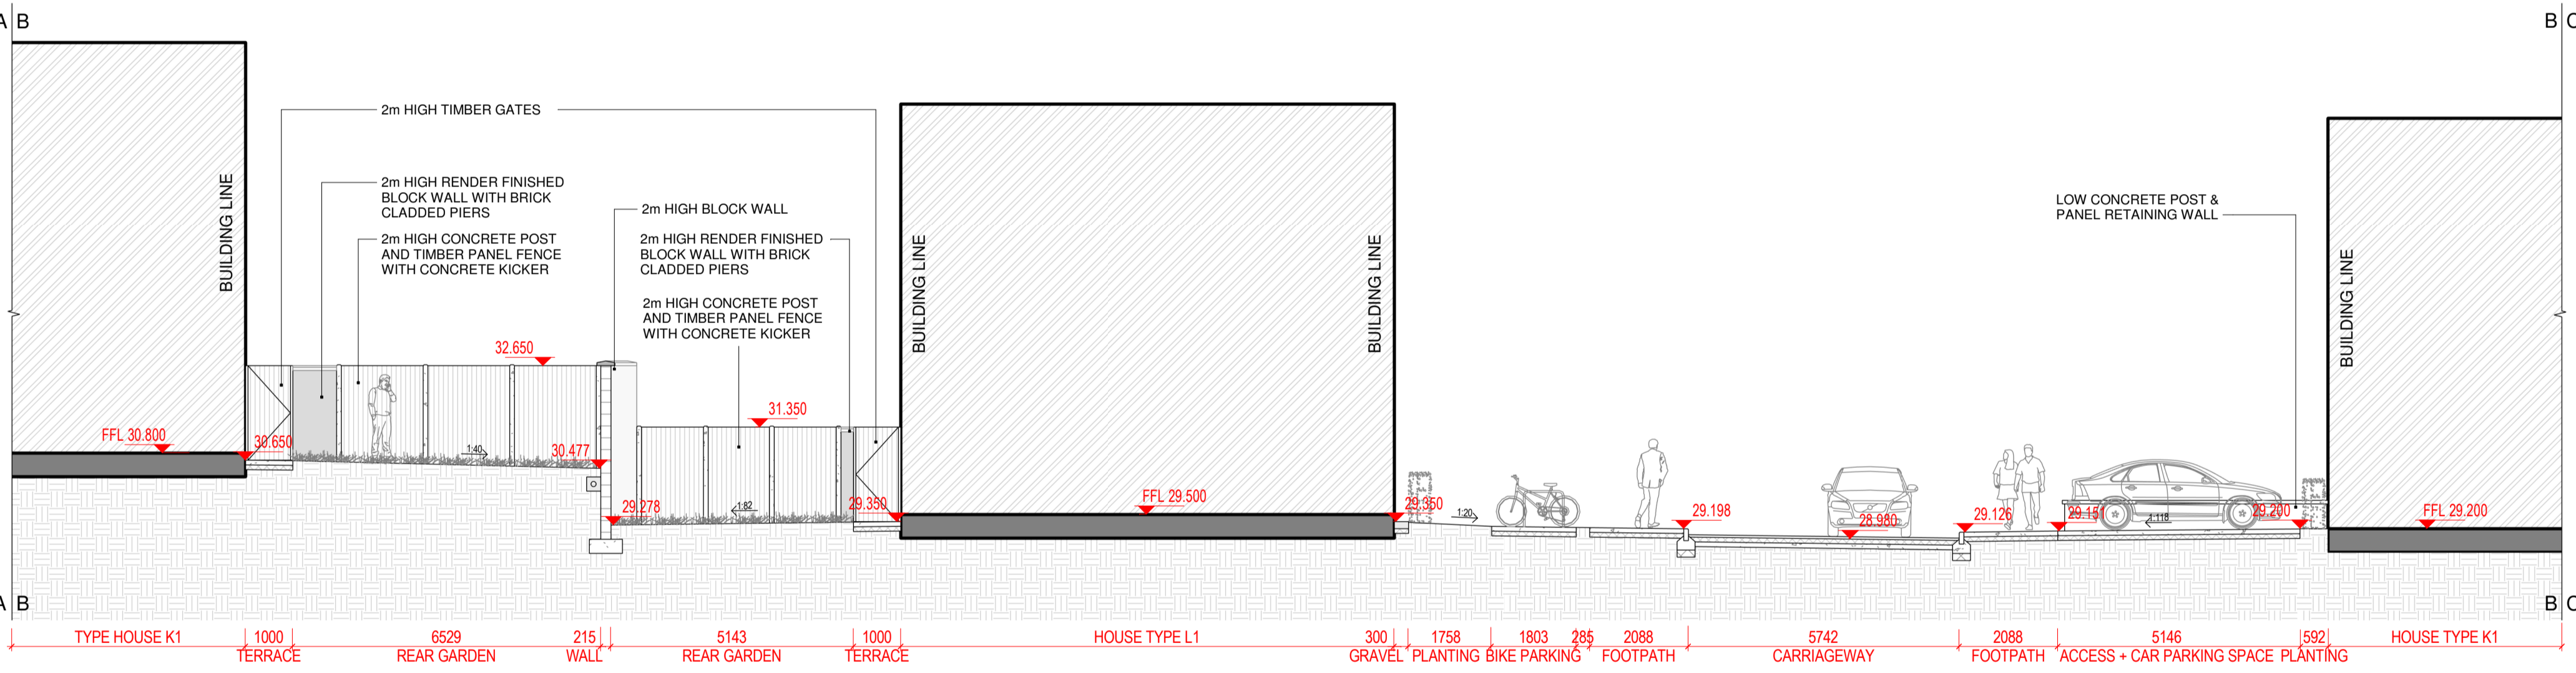 A B
B C
2m HIGH TIMBER GATES
2m HIGH RENDER FINISHED
BLOCK WALL WITH BRICK
CLADDED PIERS
2m HIGH CONCRETE POST
AND TIMBER PANEL FENCE
WITH CONCRETE KICKER
2m HIGH BLOCK WALL
2m HIGH RENDER FINISHED
BLOCK WALL WITH BRICK
CLADDED PIERS
2m HIGH CONCRETE POST
AND TIMBER PANEL FENCE
WITH CONCRETE KICKER
LOW CONCRETE POST &
PANEL RETAINING WALL
BUILDING LINE
BUILDING LINE
BUILDING LINE
BUILDING LINE
32.650
31.350
FFL 30.800
30.650
1:40
30.477
29.278
1:82
29.350
FFL 29.500
29.350
1:20
29.198
28.980
29.126
29.151
1:118
29.200
FFL 29.200
A B
B C
TYPE HOUSE K1
1000
6529
215
5143
1000
HOUSE TYPE L1
300
1758
1803
285
2088
5742
2088
5146
592
HOUSE TYPE K1
TERRACE
REAR GARDEN
WALL
REAR GARDEN
TERRACE
GRAVEL
PLANTING
BIKE PARKING
FOOTPATH
CARRIAGEWAY
FOOTPATH
ACCESS + CAR PARKING SPACE
PLANTING